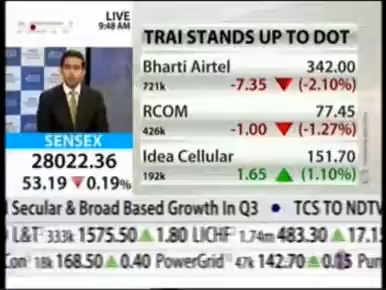 LIVE
9:48 AM
TRAI STANDS UP TO DOT
Bharti Airtel 342.00
721k -7.35 ▼ (-2.10%)
RCOM 77.45
426k -1.00 ▼ (-1.27%)
Idea Cellular 151.70
192k 1.65 ▲ (1.10%)
SENSEX
28022.36
53.19 ▼ 0.19%
Secular & Broad Based Growth In Q3 • TCS TO NDTV
L&T 333k 1575.50 ▲ 1.80 LICHF 1.74m 483.30 ▲ 17.15
Con 18k 168.50 ▲ 0.40 PowerGrid 47k 142.70 ▲ Pun